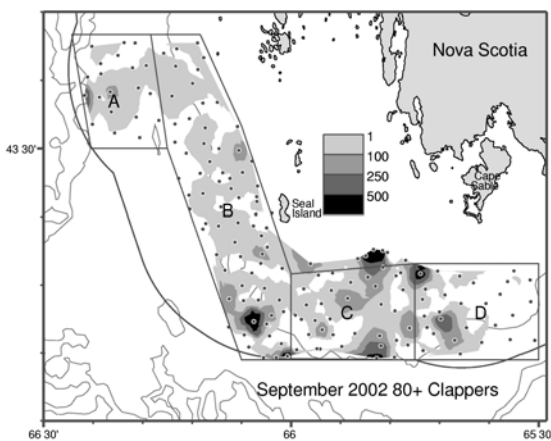 Nova Scotia
A
1
100
250
500
43 30'
Cape
Sable
B
Seal
Island
C
D
September 2002 80+ Clappers
66 30'
66
65 30